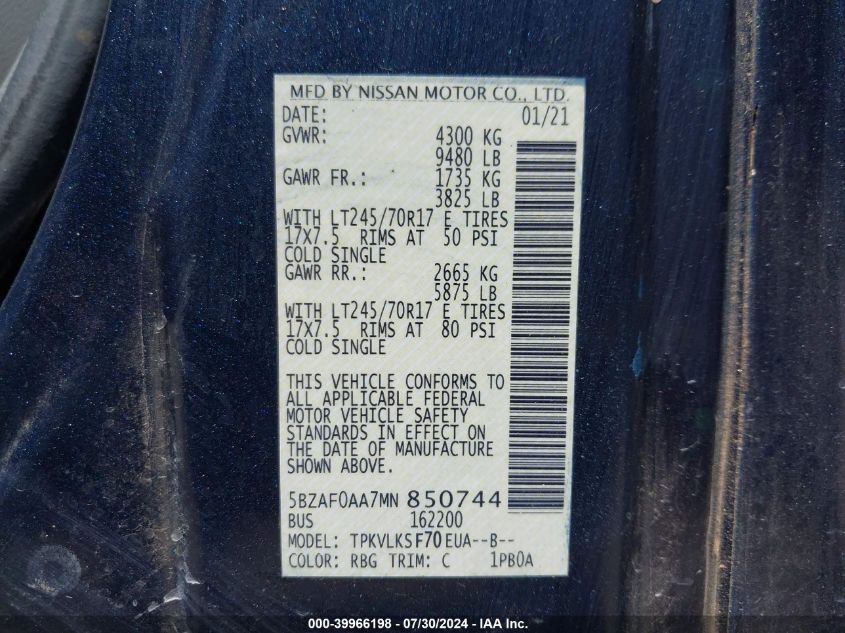 MFD BY NISSAN MOTOR CO., LTD.
DATE: 01/21
GVWR: 4300 KG
9480 LB
GAWR FR.: 1735 KG
3825 LB
WITH LT245/70R17 E TIRES
17X7.5 RIMS AT 50 PSI
COLD SINGLE
GAWR RR.: 2665 KG
5875 LB
WITH LT245/70R17 E TIRES
17X7.5 RIMS AT 80 PSI
COLD SINGLE
THIS VEHICLE CONFORMS TO
ALL APPLICABLE FEDERAL
MOTOR VEHICLE SAFETY
STANDARDS IN EFFECT ON
THE DATE OF MANUFACTURE
SHOWN ABOVE.
5BZAF0AA7MN 850744
BUS 162200
MODEL: TPKVLKSF70EUA--B--
COLOR: RBG TRIM: C 1PB0A
000-39966198 - 07/30/2024 - IAA Inc.